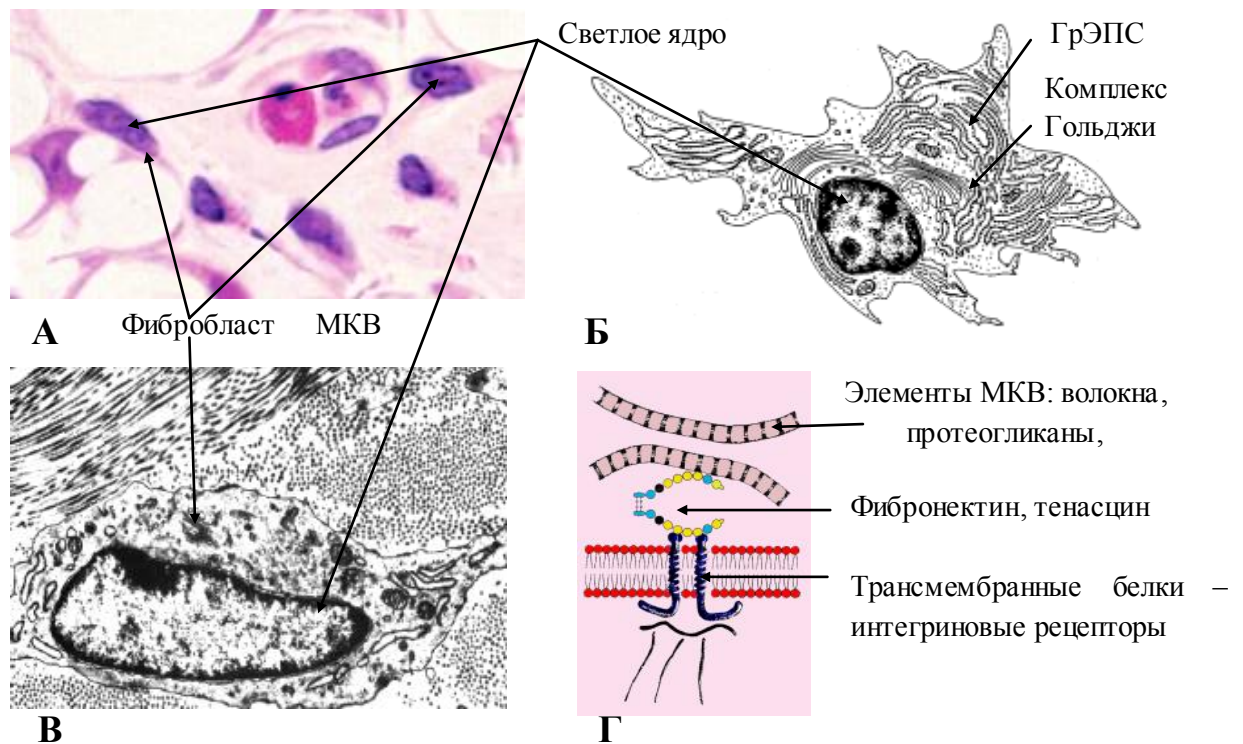 Светлое ядро
ГрЭПС
Комплекс
Гольджи
А
Фибробласт МКВ
Б
Элементы МКВ: волокна,
протеогликаны,
Фибронектин, тенасцин
Трансмембранные белки –
интегриновые рецепторы
В
Г